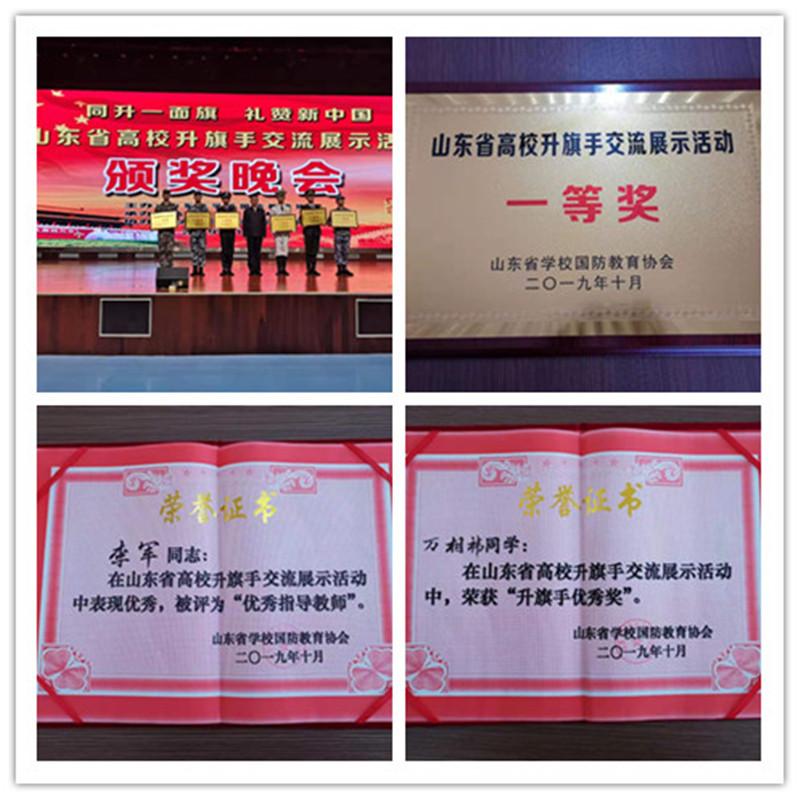 同升一面旗 礼赞新中国
山东省高校升旗手交流展示活
颁奖晚会
山东省高校升旗手交流展示活动
一等奖
山东省学校国防教育协会
二〇一九年十月
荣誉证书
李军同志：
在山东省高校升旗手交流展示活动
中表现优秀，被评为“优秀指导教师”。
山东省学校国防教育协会
二〇一九年十月
荣誉证书
万相祎同学：
在山东省高校升旗手交流展示活动
中，荣获“升旗手优秀奖”。
山东省学校国防教育协会
二〇一九年十月